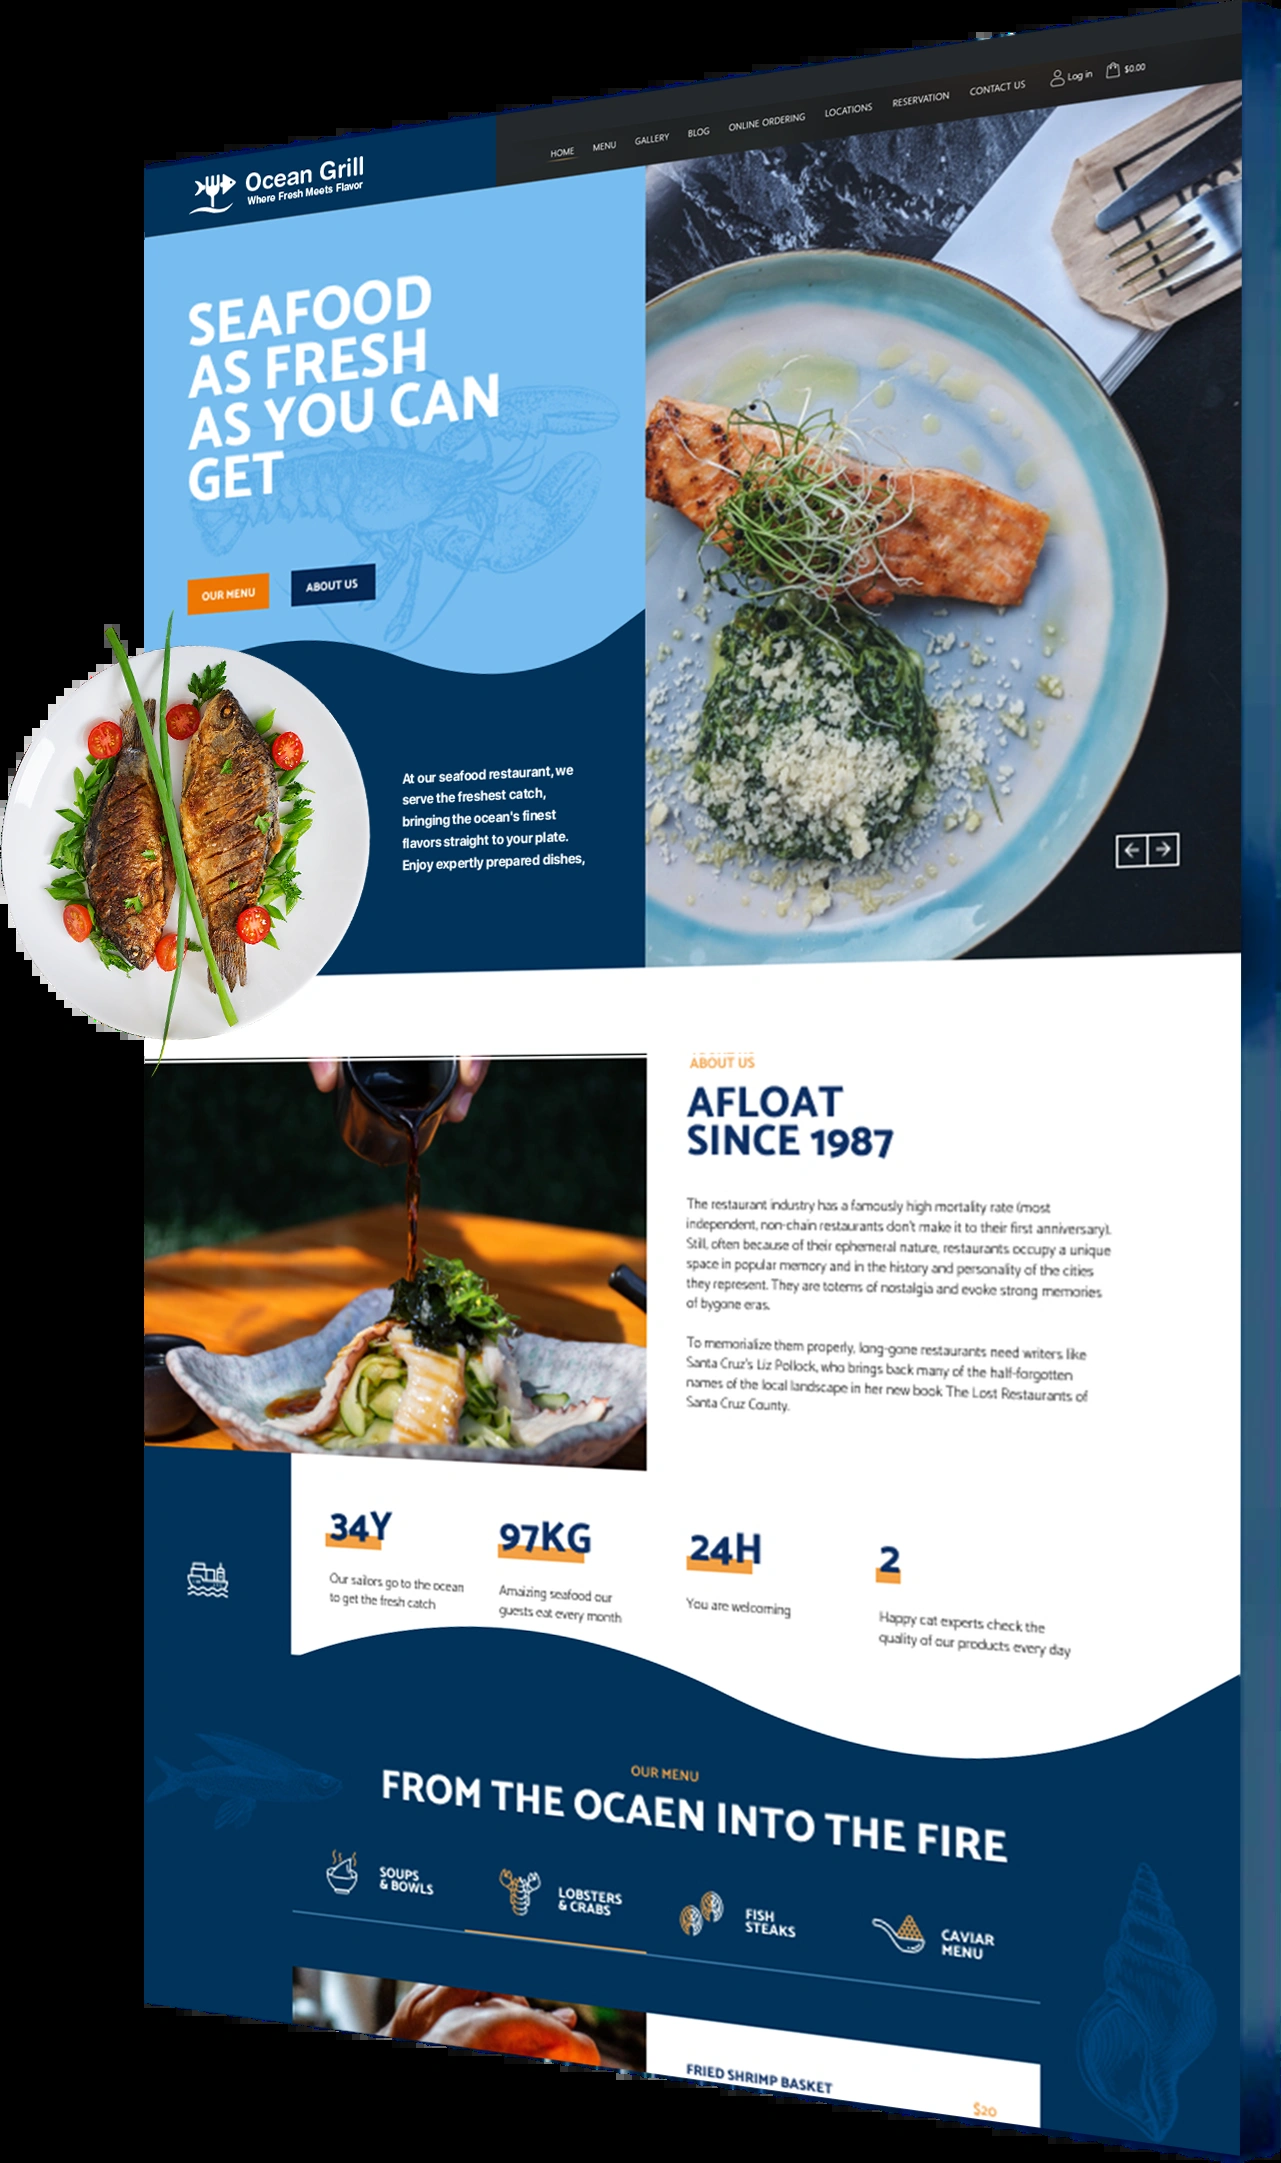 Ocean Grill
Where Fresh Meets Flavor
HOME MENU GALLERY BLOG ONLINE ORDERING LOCATIONS RESERVATION CONTACT US Log in $0.00
SEAFOOD
AS FRESH
AS YOU CAN
GET
OUR MENU ABOUT US
At our seafood restaurant, we
serve the freshest catch,
bringing the ocean's finest
flavors straight to your plate.
Enjoy expertly prepared dishes,
ABOUT US
AFLOAT
SINCE 1987
The restaurant industry has a famously high mortality rate (most
independent, non-chain restaurants don't make it to their first anniversary).
Still, often because of their ephemeral nature, restaurants occupy a unique
space in popular memory and in the history and personality of the cities
they represent. They are totems of nostalgia and evoke strong memories
of bygone eras.
To memorialize them properly, long-gone restaurants need writers like
Santa Cruz's Liz Pollock, who brings back many of the half-forgotten
names of the local landscape in her new book The Lost Restaurants of
Santa Cruz County.
34Y
Our sailors go to the ocean
to get the fresh catch
97KG
Amaizing seafood our
guests eat every month
24H
You are welcoming
2
Happy cat experts check the
quality of our products every day
OUR MENU
FROM THE OCAEN INTO THE FIRE
SOUPS
& BOWLS
LOBSTERS
& CRABS
FISH
STEAKS
CAVIAR
MENU
FRIED SHRIMP BASKET
$20